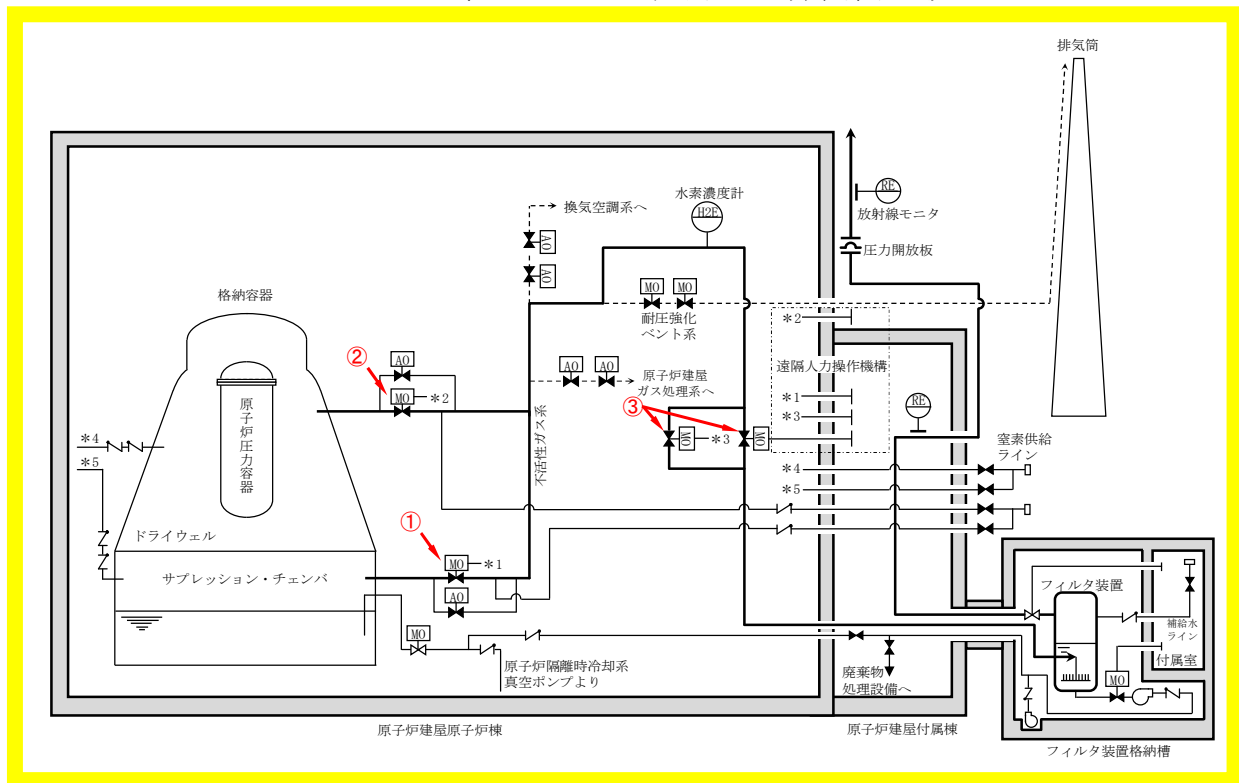 排気筒
水素濃度計
H2E
RE
放射線モニタ
圧力開放板
換気空調系へ
AO
AO
格納容器
MO
MO
耐圧強化
ベント系
*2
遠隔人力操作機構
*1
*3
②
AO
MO
*2
AO
AO
原子炉建屋
ガス処理系へ
③
MO
*3
MO
RE
原子炉圧力容器
不活性ガス系
*4
*5
窒素供給
ライン
*4
*5
ドライウェル
①
MO
*1
サプレッション・チェンバ
AO
MO
原子炉隔離時冷却系
真空ポンプより
廃棄物
処理設備へ
フィルタ装置
補給水
ライン
付属室
MO
原子炉建屋原子炉棟
原子炉建屋付属棟
フィルタ装置格納槽